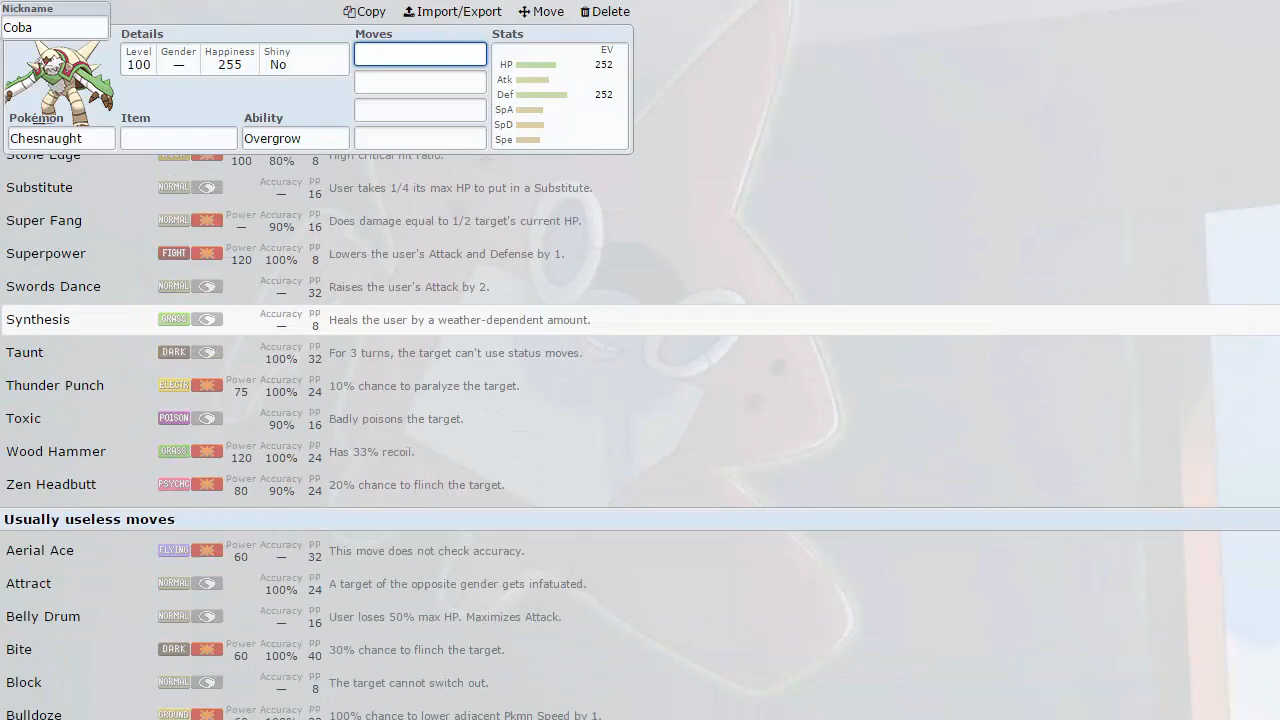 Nickname
Coba
Copy Import/Export Move Delete
Details Moves Stats
Level Gender Happiness Shiny
100 — 255 No
EV
HP 252
Atk
Def 252
SpA
SpD
Spe
Pokémon Item Ability
Chesnaught Overgrow
Stone Edge 100 80% 8 High critical hit ratio.
Substitute NORMAL Accuracy — PP 16 User takes 1/4 its max HP to put in a Substitute.
Super Fang NORMAL Power — Accuracy 90% PP 16 Does damage equal to 1/2 target's current HP.
Superpower FIGHT Power 120 Accuracy 100% PP 8 Lowers the user's Attack and Defense by 1.
Swords Dance NORMAL Accuracy — PP 32 Raises the user's Attack by 2.
Synthesis GRASS Accuracy — PP 8 Heals the user by a weather-dependent amount.
Taunt DARK Accuracy 100% PP 32 For 3 turns, the target can't use status moves.
Thunder Punch ELECTR Power 75 Accuracy 100% PP 24 10% chance to paralyze the target.
Toxic POISON Accuracy 90% PP 16 Badly poisons the target.
Wood Hammer GRASS Power 120 Accuracy 100% PP 24 Has 33% recoil.
Zen Headbutt PSYCHC Power 80 Accuracy 90% PP 24 20% chance to flinch the target.
Usually useless moves
Aerial Ace FLYING Power 60 Accuracy — PP 32 This move does not check accuracy.
Attract NORMAL Accuracy 100% PP 24 A target of the opposite gender gets infatuated.
Belly Drum NORMAL Accuracy — PP 16 User loses 50% max HP. Maximizes Attack.
Bite DARK Power 60 Accuracy 100% PP 40 30% chance to flinch the target.
Block NORMAL Accuracy — PP 8 The target cannot switch out.
Bulldoze GROUND Power 60 Accuracy 100% PP 32 100% chance to lower adjacent Pkmn Speed by 1.